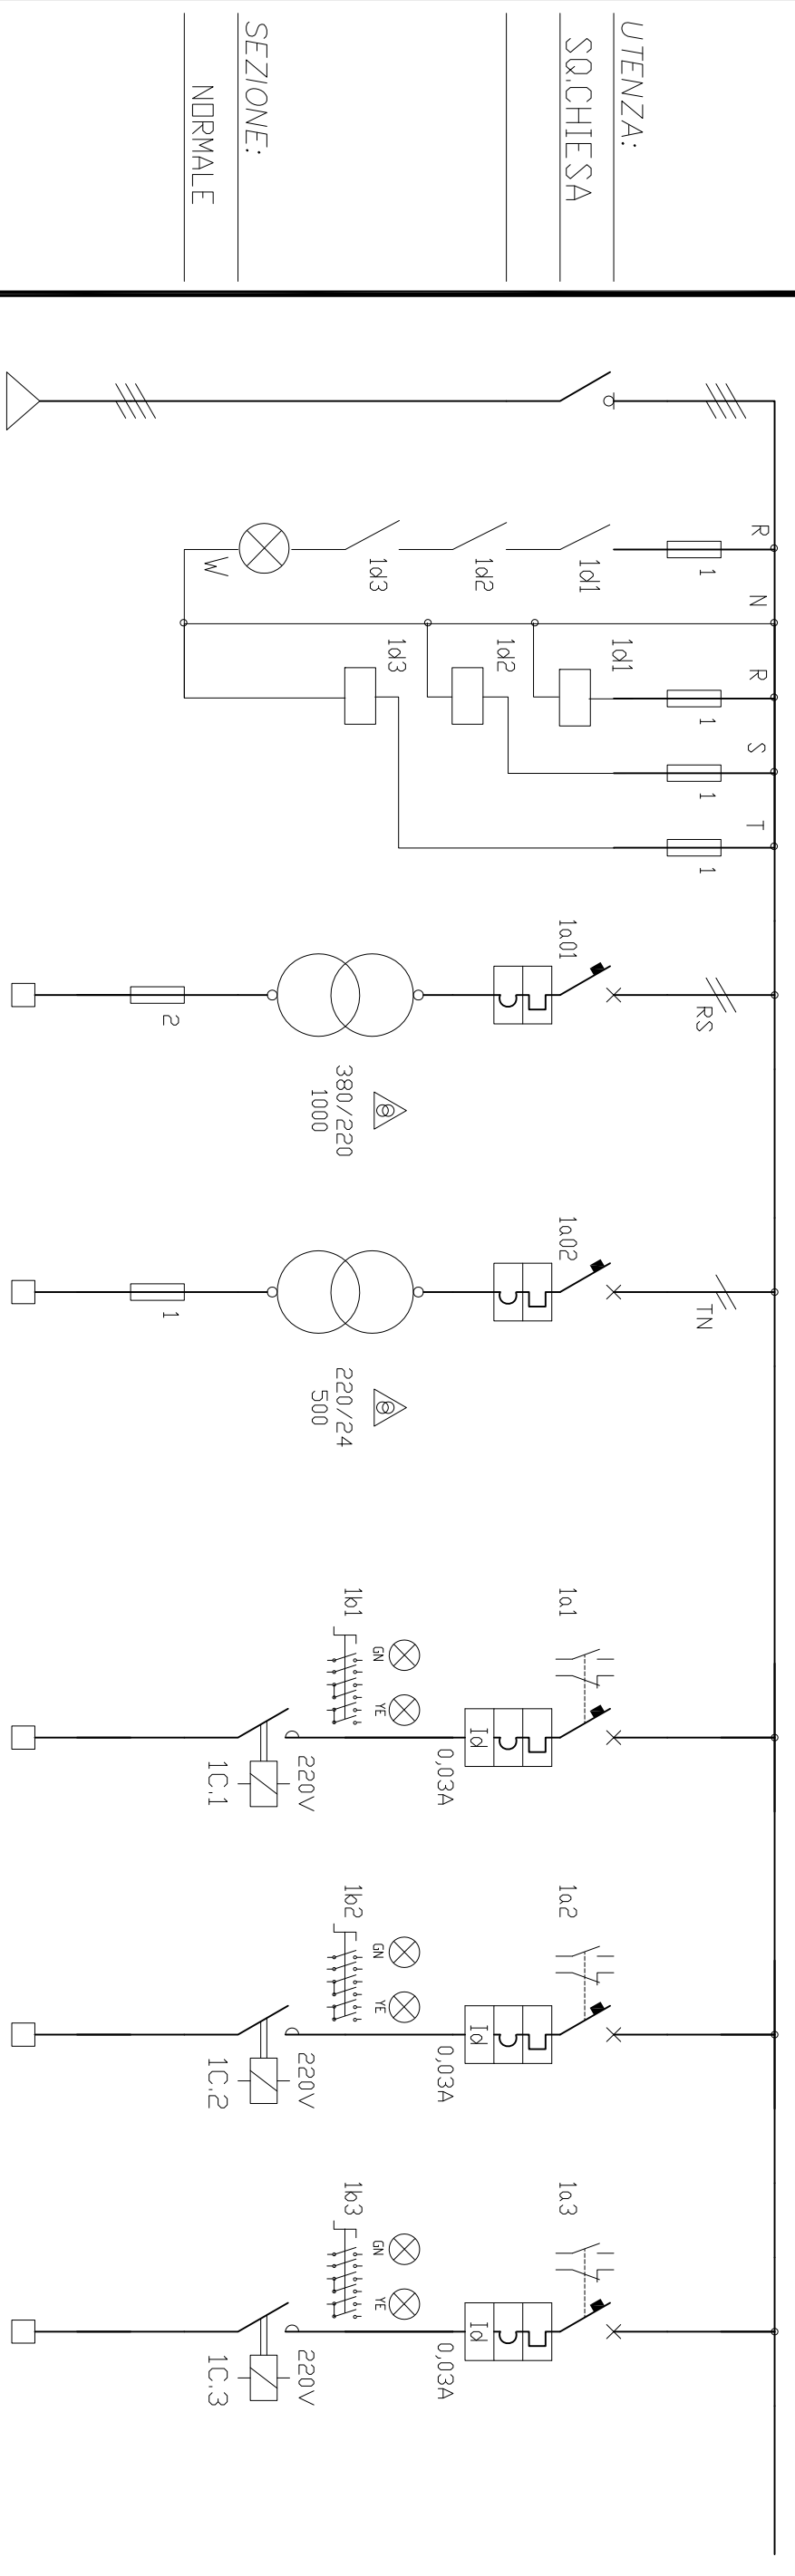 UTENZA:
SQ.CHIESA
SEZIONE:
NORMALE
R
N
R
S
T
1
1
1
1
1d1
1d2
1d3
W
1d1
1d2
1d3
RS
1a01
380/220
1000
2
TN
1a02
220/24
500
1
1a1
0,03A
1b1
GN
YE
Id
220V
1C.1
1a2
0,03A
1b2
GN
YE
Id
220V
1C.2
1a3
0,03A
1b3
GN
YE
Id
220V
1C.3